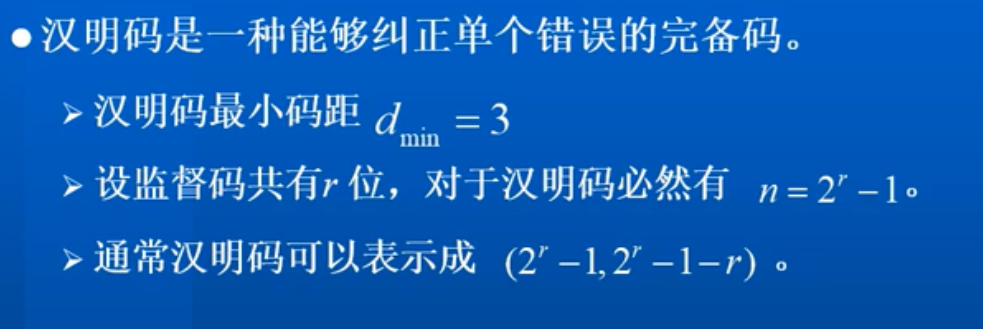 ●汉明码是一种能够纠正单个错误的完备码。
➢汉明码最小码距 d_min = 3
➢设监督码共有r 位，对于汉明码必然有 n = 2^r − 1。
➢通常汉明码可以表示成 (2^r − 1, 2^r − 1 − r) 。